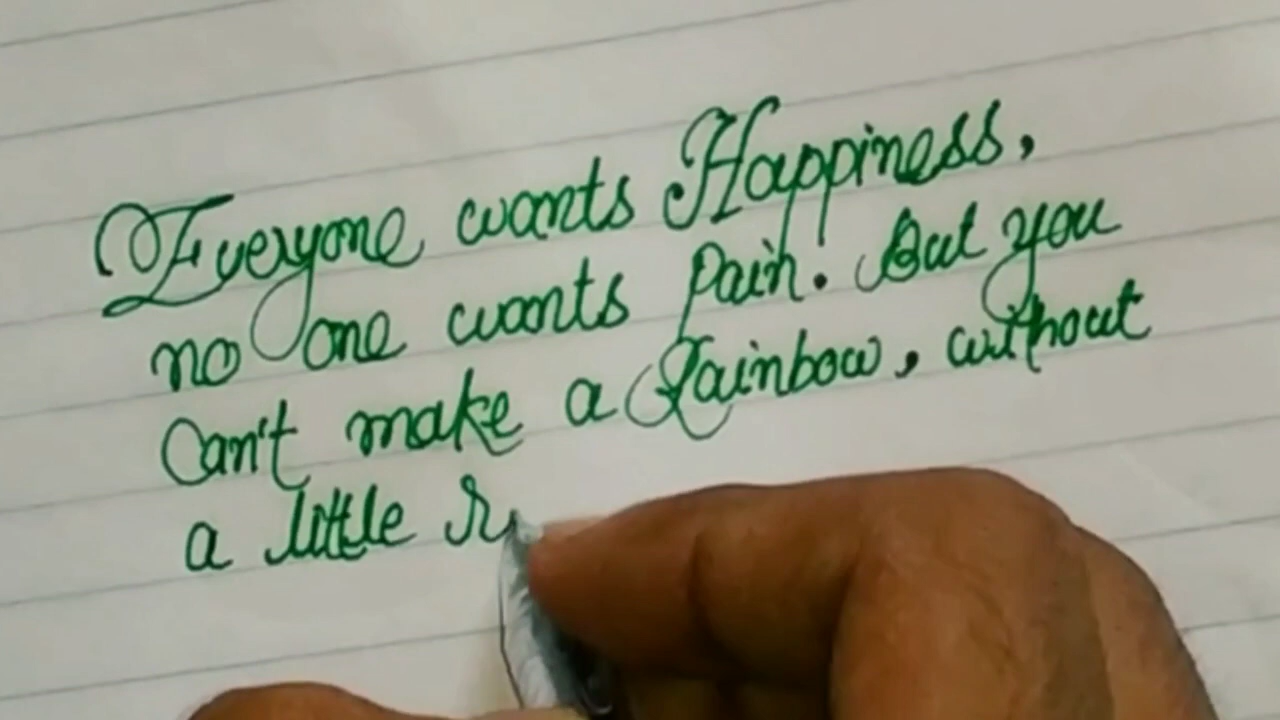 Everyone wants Happiness,
no one wants Pain. But you
Can't make a Rainbow, without
a little